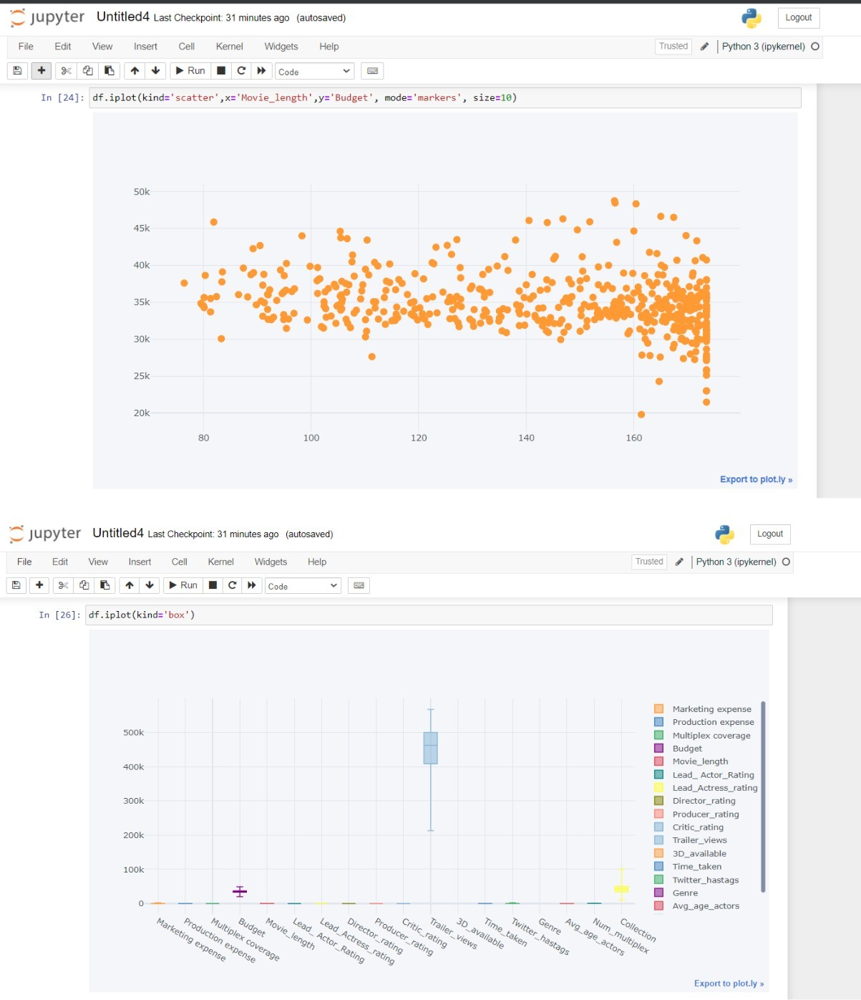 jupyter Untitled4 Last Checkpoint: 31 minutes ago (autosaved) Logout
File Edit View Insert Cell Kernel Widgets Help Trusted Python 3 (ipykernel)
Run Code
In [24]: df.iplot(kind='scatter',x='Movie_length',y='Budget', mode='markers', size=10)
50k
45k
40k
35k
30k
25k
20k
80 100 120 140 160
Export to plot.ly »
jupyter Untitled4 Last Checkpoint: 31 minutes ago (autosaved) Logout
File Edit View Insert Cell Kernel Widgets Help Trusted Python 3 (ipykernel)
Run Code
In [26]: df.iplot(kind='box')
500k
400k
300k
200k
100k
0
Marketing expense
Production expense
Multiplex coverage
Budget
Movie_length
Lead_ Actor_Rating
Lead_Actress_rating
Director_rating
Producer_rating
Critic_rating
Trailer_views
3D_available
Time_taken
Twitter_hastags
Genre
Avg_age_actors
Num_multiplex
Collection
Marketing expense
Production expense
Multiplex coverage
Budget
Movie_length
Lead_ Actor_Rating
Lead_Actress_rating
Director_rating
Producer_rating
Critic_rating
Trailer_views
3D_available
Time_taken
Twitter_hastags
Genre
Avg_age_actors
Export to plot.ly »